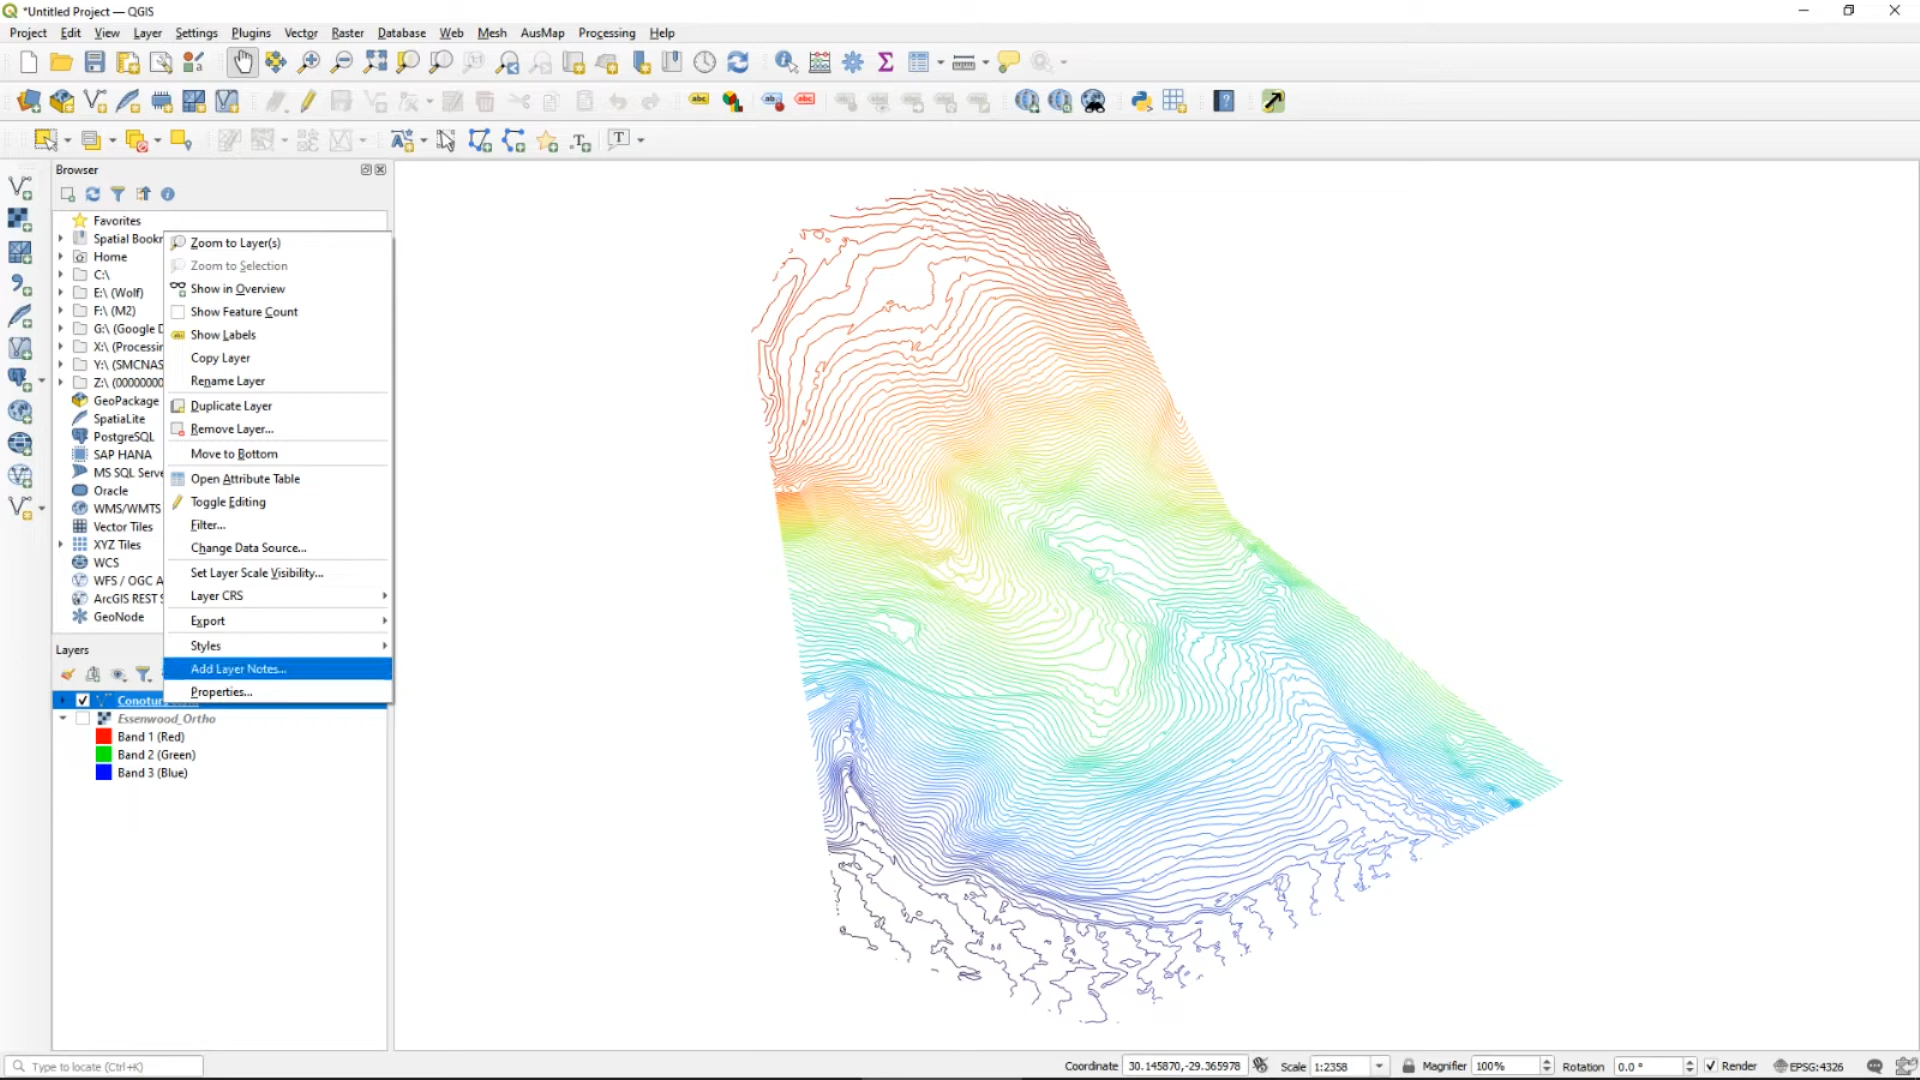 *Untitled Project — QGIS
Project Edit View Layer Settings Plugins Vector Raster Database Web Mesh AusMap Processing Help
Browser
Favorites
Spatial Bookr
Home
C:\
E:\ (Wolf)
F:\ (M2)
G:\ (Google D
X:\ (Processin
Y:\ (SMCNAS
Z:\ (00000000
GeoPackage
SpatiaLite
PostgreSQL
SAP HANA
MS SQL Serve
Oracle
WMS/WMTS
Vector Tiles
XYZ Tiles
WCS
WFS / OGC A
ArcGIS REST S
GeoNode
Zoom to Layer(s)
Zoom to Selection
Show in Overview
Show Feature Count
Show Labels
Copy Layer
Rename Layer
Duplicate Layer
Remove Layer...
Move to Bottom
Open Attribute Table
Toggle Editing
Filter...
Change Data Source...
Set Layer Scale Visibility...
Layer CRS
Export
Styles
Add Layer Notes...
Properties...
Layers
Conotur
Essenwood_Ortho
Band 1 (Red)
Band 2 (Green)
Band 3 (Blue)
Type to locate (Ctrl+K)
Coordinate 30.145870,-29.365978 Scale 1:2358 Magnifier 100% Rotation 0.0 ° Render EPSG:4326